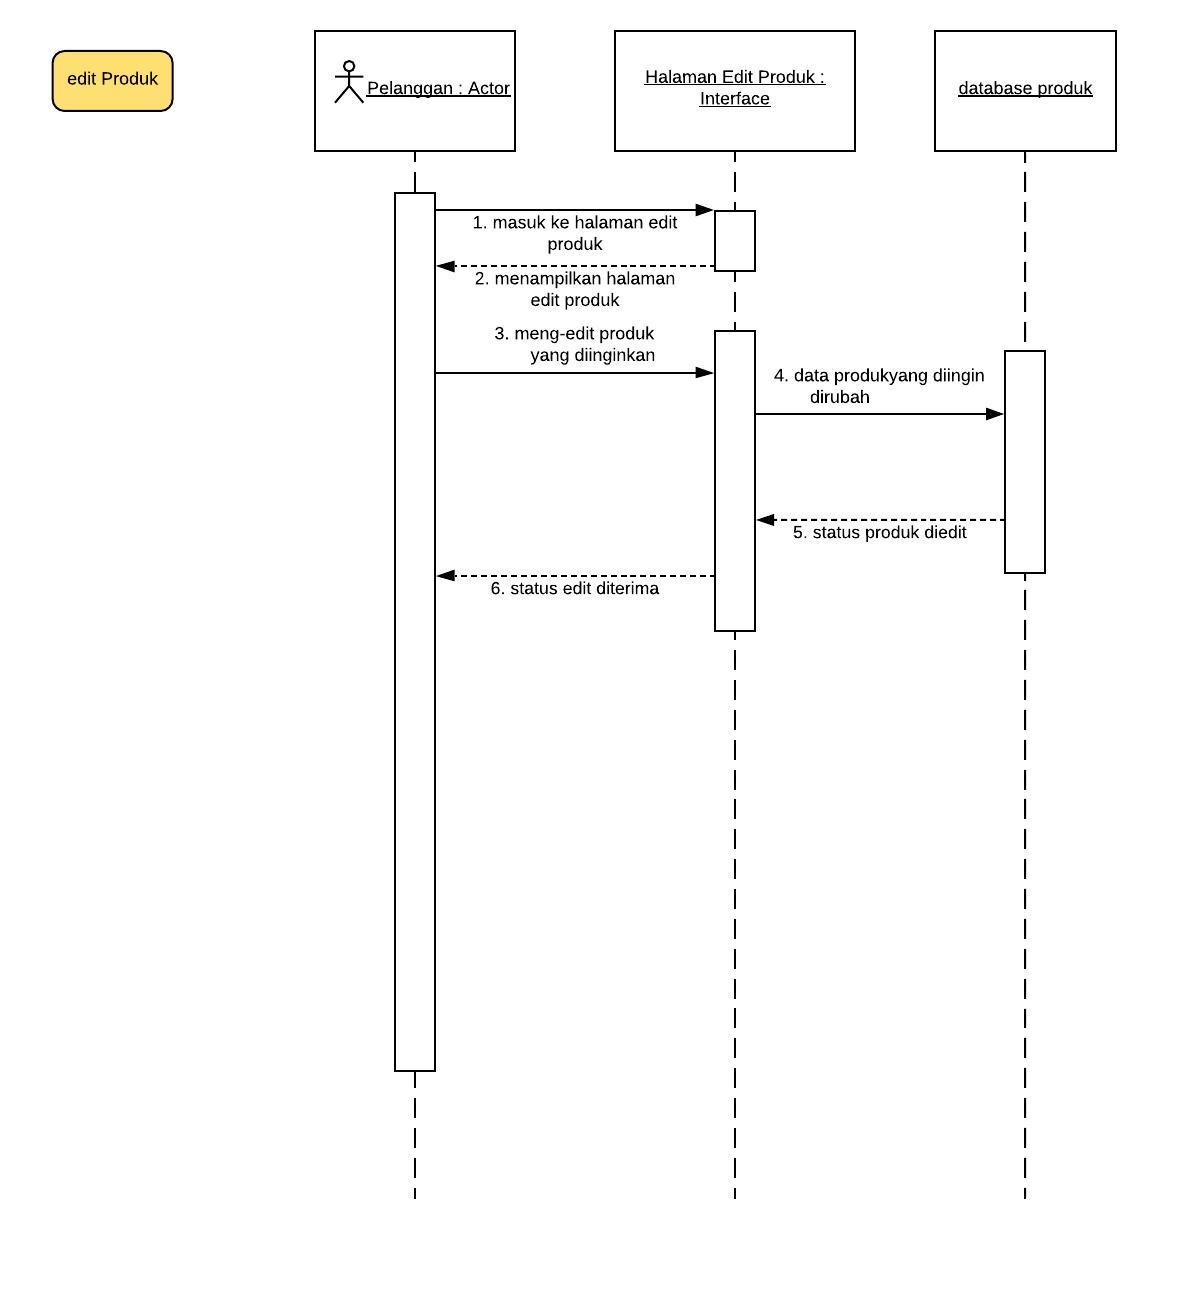 edit Produk
Pelanggan : Actor
Halaman Edit Produk :
Interface
database produk
1. masuk ke halaman edit
produk
2. menampilkan halaman
edit produk
3. meng-edit produk
yang diinginkan
4. data produkyang diingin
dirubah
5. status produk diedit
6. status edit diterima